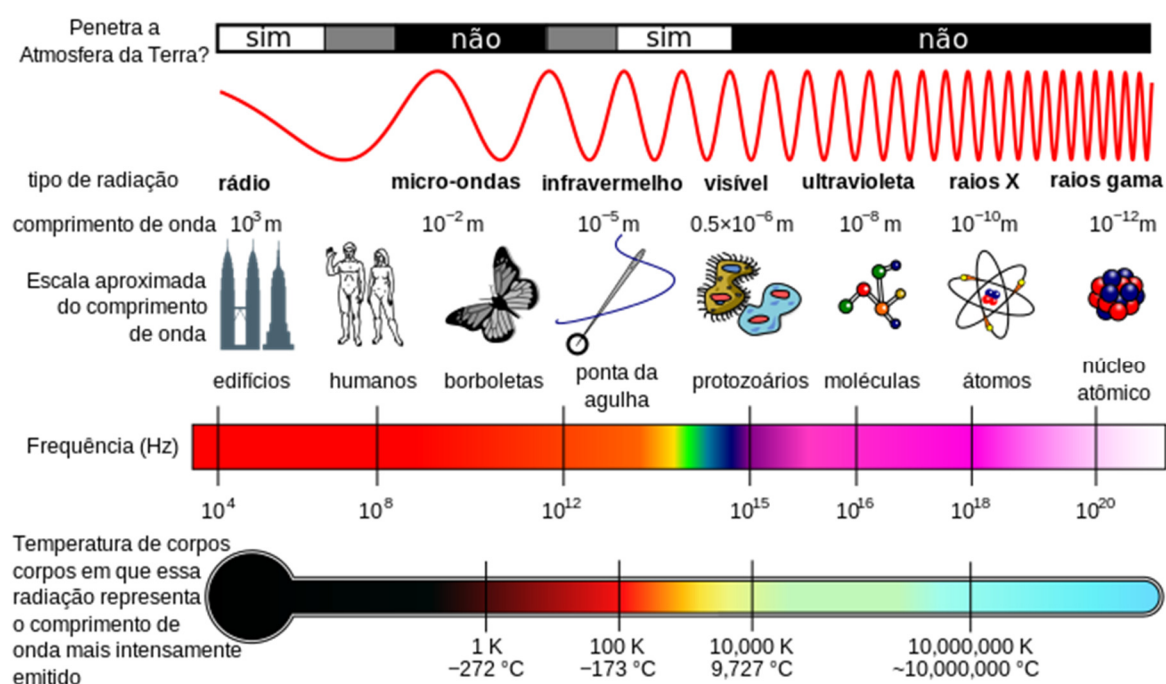 Penetra a
Atmosfera da Terra?
sim não sim não
tipo de radiação rádio micro-ondas infravermelho visível ultravioleta raios X raios gama
comprimento de onda 10³ m 10⁻² m 10⁻⁵ m 0.5×10⁻⁶ m 10⁻⁸ m 10⁻¹⁰ m 10⁻¹² m
Escala aproximada
do comprimento
de onda
edifícios humanos borboletas ponta da agulha protozoários moléculas átomos núcleo atômico
Frequência (Hz)
10⁴ 10⁸ 10¹² 10¹⁵ 10¹⁶ 10¹⁸ 10²⁰
Temperatura de corpos
corpos em que essa
radiação representa
o comprimento de
onda mais intensamente
emitido
1 K 100 K 10,000 K 10,000,000 K
−272 °C −173 °C 9,727 °C ~10,000,000 °C